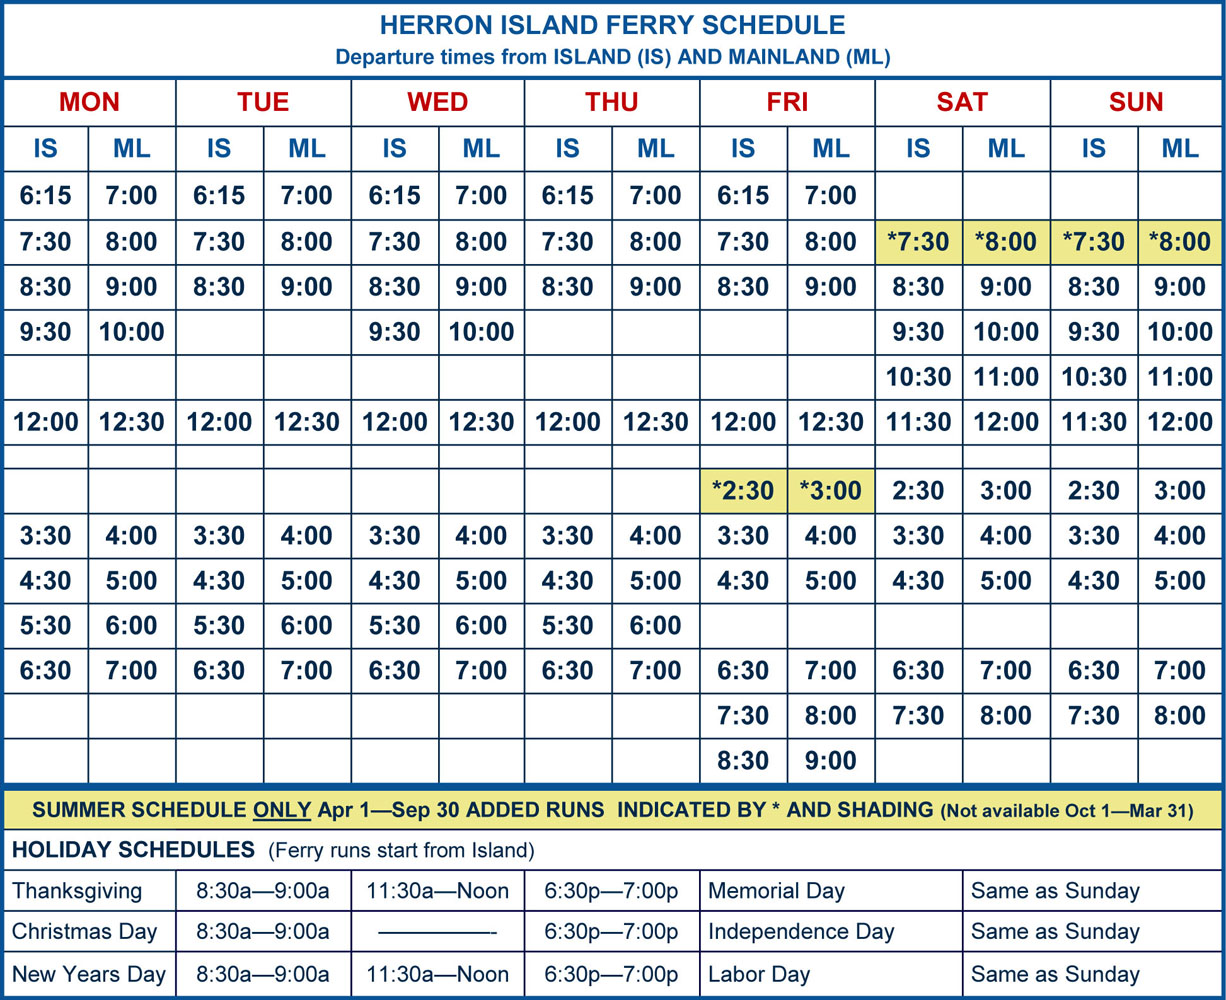 HERRON ISLAND FERRY SCHEDULE
Departure times from ISLAND (IS) AND MAINLAND (ML)
MON TUE WED THU FRI SAT SUN
IS ML IS ML IS ML IS ML IS ML IS ML IS ML
6:15 7:00 6:15 7:00 6:15 7:00 6:15 7:00 6:15 7:00
7:30 8:00 7:30 8:00 7:30 8:00 7:30 8:00 7:30 8:00 *7:30 *8:00 *7:30 *8:00
8:30 9:00 8:30 9:00 8:30 9:00 8:30 9:00 8:30 9:00 8:30 9:00 8:30 9:00
9:30 10:00 9:30 10:00 9:30 10:00 9:30 10:00
10:30 11:00 10:30 11:00
12:00 12:30 12:00 12:30 12:00 12:30 12:00 12:30 12:00 12:30 11:30 12:00 11:30 12:00
*2:30 *3:00 2:30 3:00 2:30 3:00
3:30 4:00 3:30 4:00 3:30 4:00 3:30 4:00 3:30 4:00 3:30 4:00 3:30 4:00
4:30 5:00 4:30 5:00 4:30 5:00 4:30 5:00 4:30 5:00 4:30 5:00 4:30 5:00
5:30 6:00 5:30 6:00 5:30 6:00 5:30 6:00
6:30 7:00 6:30 7:00 6:30 7:00 6:30 7:00 6:30 7:00 6:30 7:00 6:30 7:00
7:30 8:00 7:30 8:00 7:30 8:00
8:30 9:00
SUMMER SCHEDULE ONLY Apr 1—Sep 30 ADDED RUNS INDICATED BY * AND SHADING (Not available Oct 1—Mar 31)
HOLIDAY SCHEDULES (Ferry runs start from Island)
Thanksgiving 8:30a—9:00a 11:30a—Noon 6:30p—7:00p Memorial Day Same as Sunday
Christmas Day 8:30a—9:00a —————- 6:30p—7:00p Independence Day Same as Sunday
New Years Day 8:30a—9:00a 11:30a—Noon 6:30p—7:00p Labor Day Same as Sunday